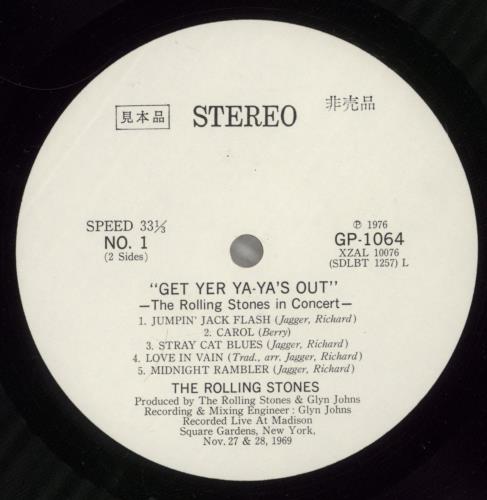 見本品 STEREO 非売品
SPEED 33⅓
NO. 1
(2 Sides)
℗ 1976
GP-1064
XZAL 10076
(SDLBT 1257) L
"GET YER YA-YA'S OUT"
—The Rolling Stones in Concert—
1. JUMPIN' JACK FLASH (Jagger, Richard)
2. CAROL (Berry)
3. STRAY CAT BLUES (Jagger, Richard)
4. LOVE IN VAIN (Trad., arr. Jagger, Richard)
5. MIDNIGHT RAMBLER (Jagger, Richard)
THE ROLLING STONES
Produced by The Rolling Stones & Glyn Johns
Recording & Mixing Engineer : Glyn Johns
Recorded Live At Madison
Square Gardens, New York,
Nov. 27 & 28, 1969